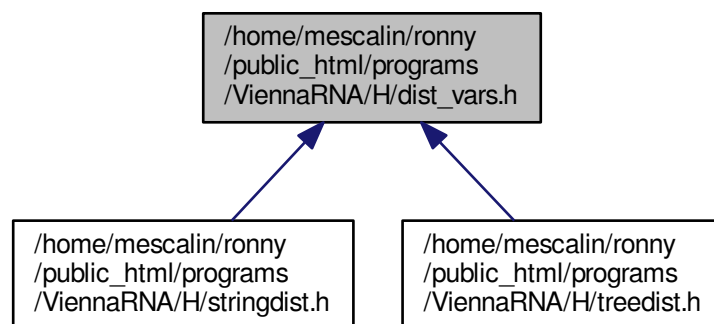 /home/mescalin/ronny
/public_html/programs
/ViennaRNA/H/dist_vars.h
/home/mescalin/ronny
/public_html/programs
/ViennaRNA/H/stringdist.h
/home/mescalin/ronny
/public_html/programs
/ViennaRNA/H/treedist.h